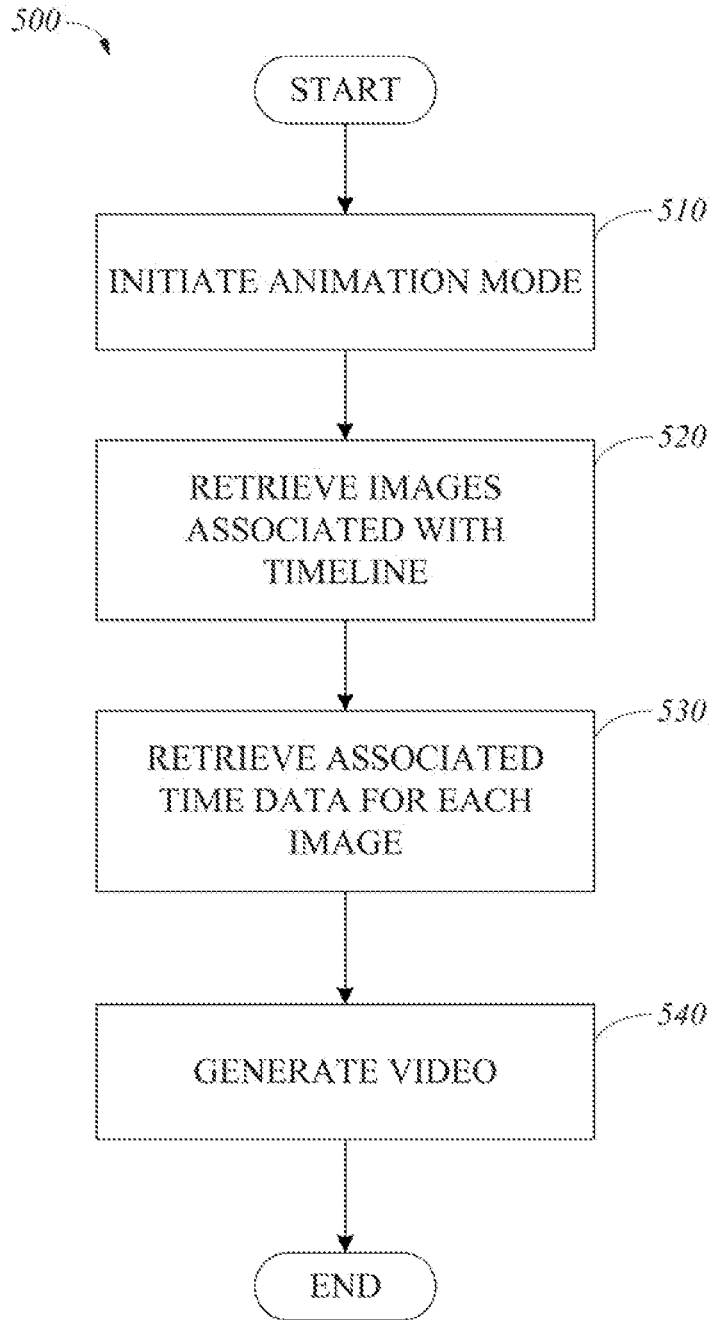 500
START
510
INITIATE ANIMATION MODE
520
RETRIEVE IMAGES
ASSOCIATED WITH
TIMELINE
530
RETRIEVE ASSOCIATED
TIME DATA FOR EACH
IMAGE
540
GENERATE VIDEO
END